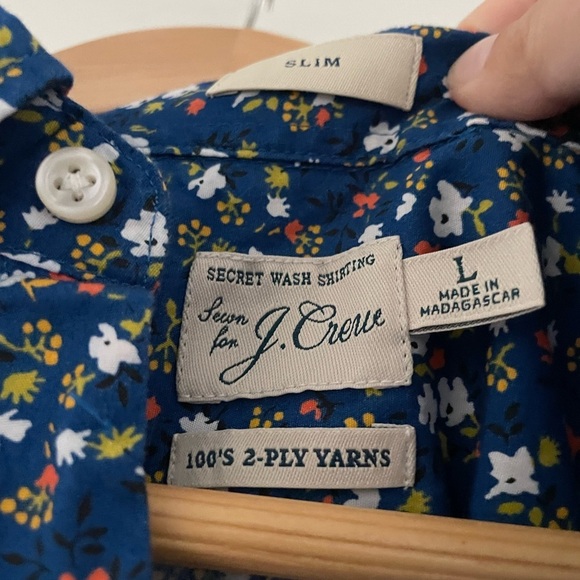 SLIM
SECRET WASH SHIRTING
Sewn
for
J. Crew
L
MADE IN
MADAGASCAR
100'S 2-PLY YARNS